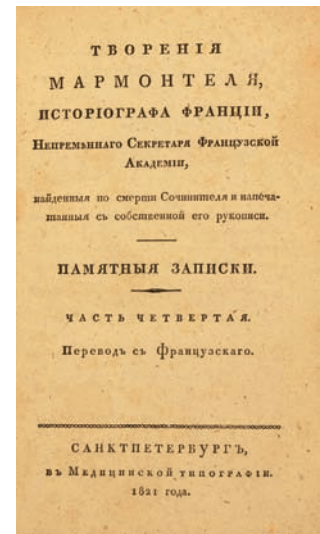 ТВОРЕНІЯ
МАРМОНТЕЛЯ,
ИСТОРІОГРАФА ФРАНЦІИ,
НЕПРЕМѢННАГО СЕКРЕТАРЯ ФРАНЦУЗСКОЙ
АКАДЕМІИ,
найденныя по смерти Сочинителя и напеча-
танныя съ собственной его рукописи.
ПАМЯТНЫЯ ЗАПИСКИ.
ЧАСТЬ ЧЕТВЕРТАЯ.
Переводъ съ Французскаго.
САНКТПЕТЕРБУРГЪ,
въ Медицинской типографіи.
1821 года.